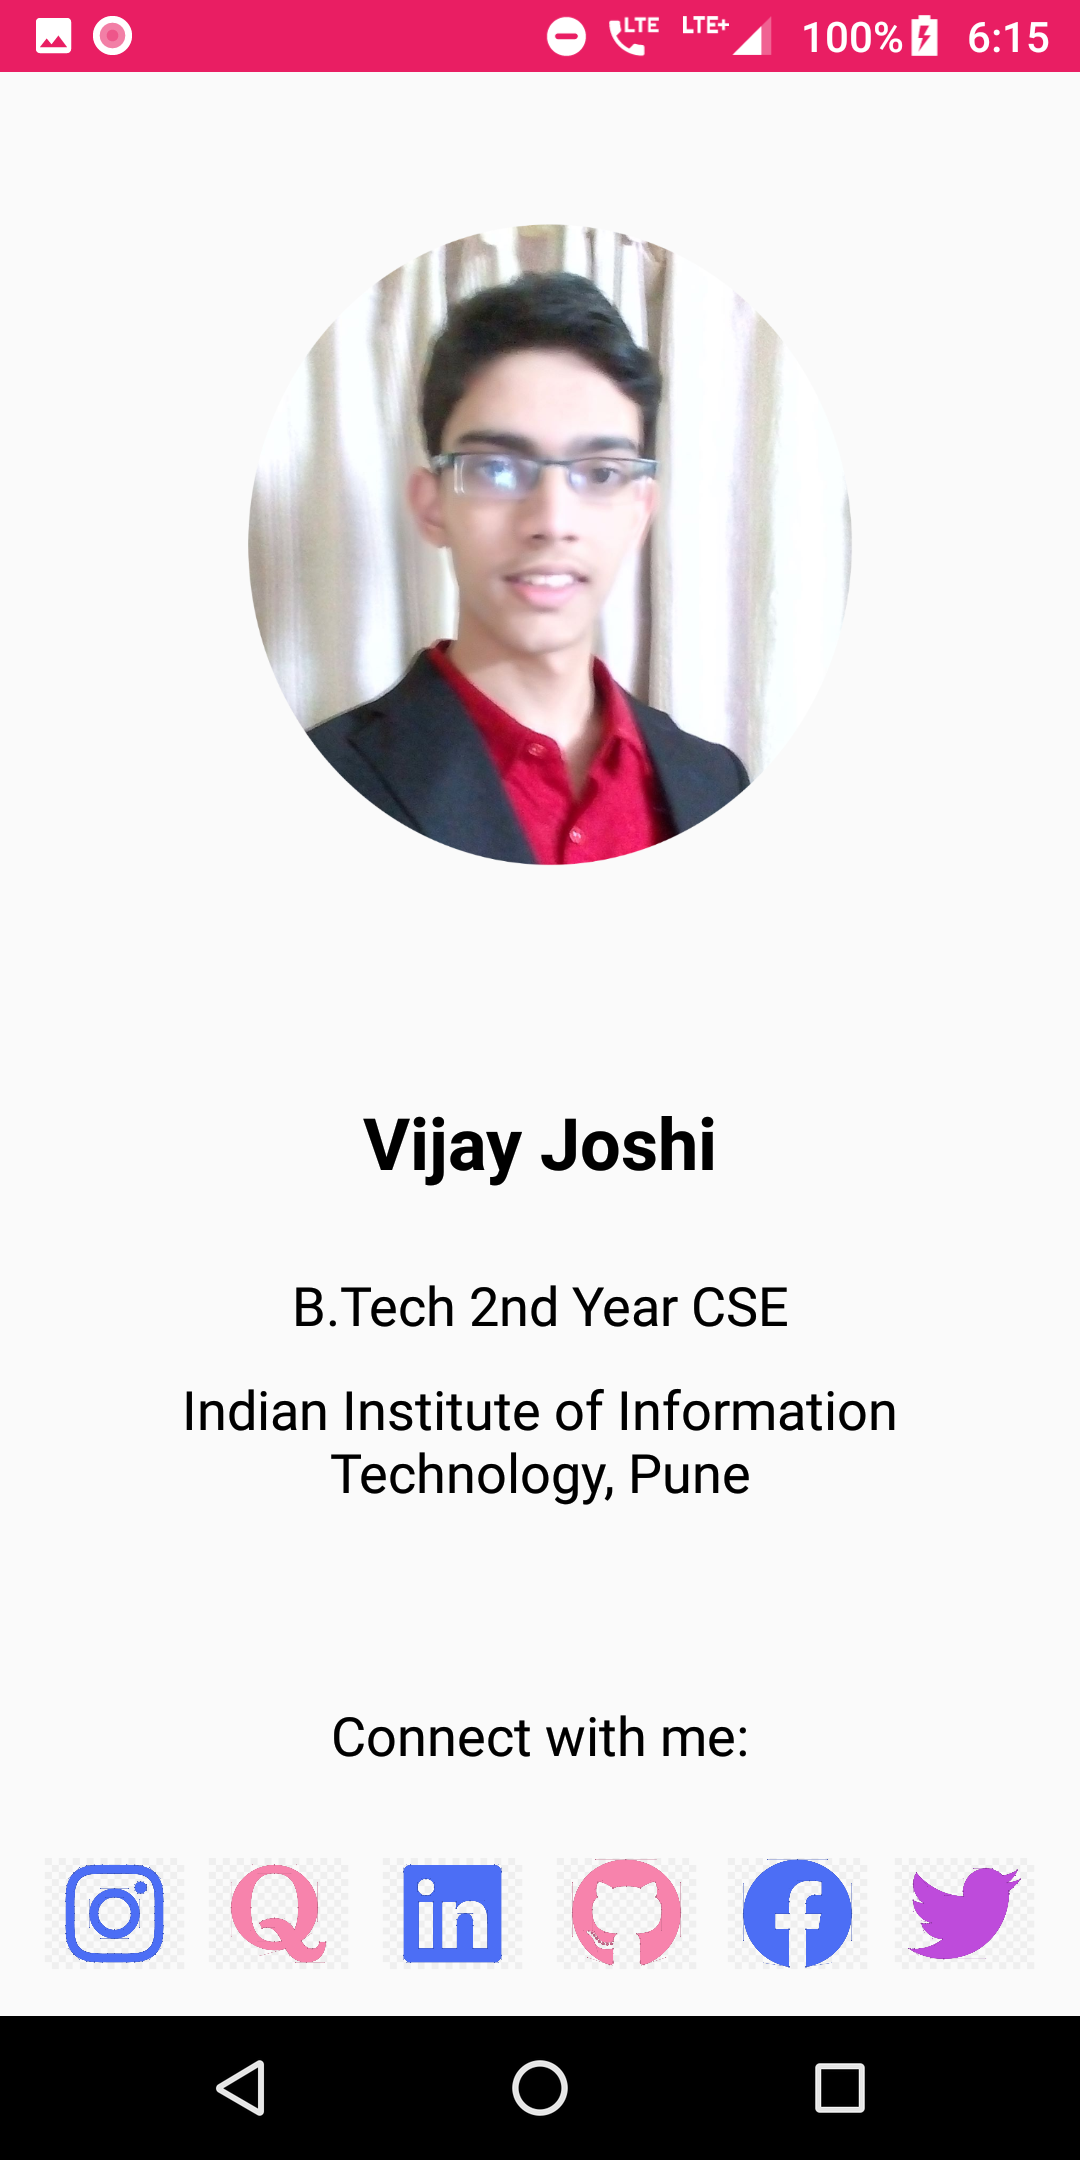 LTE LTE+ 100% 6:15
Vijay Joshi
B.Tech 2nd Year CSE
Indian Institute of Information
Technology, Pune
Connect with me: